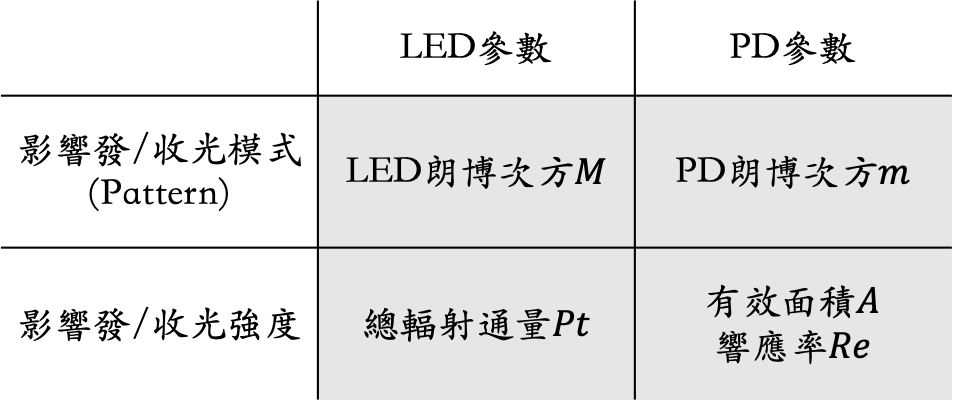 LED參數
PD參數
影響發/收光模式
(Pattern)
LED朗博次方M
PD朗博次方m
影響發/收光強度
總輻射通量Pt
有效面積A
響應率Re